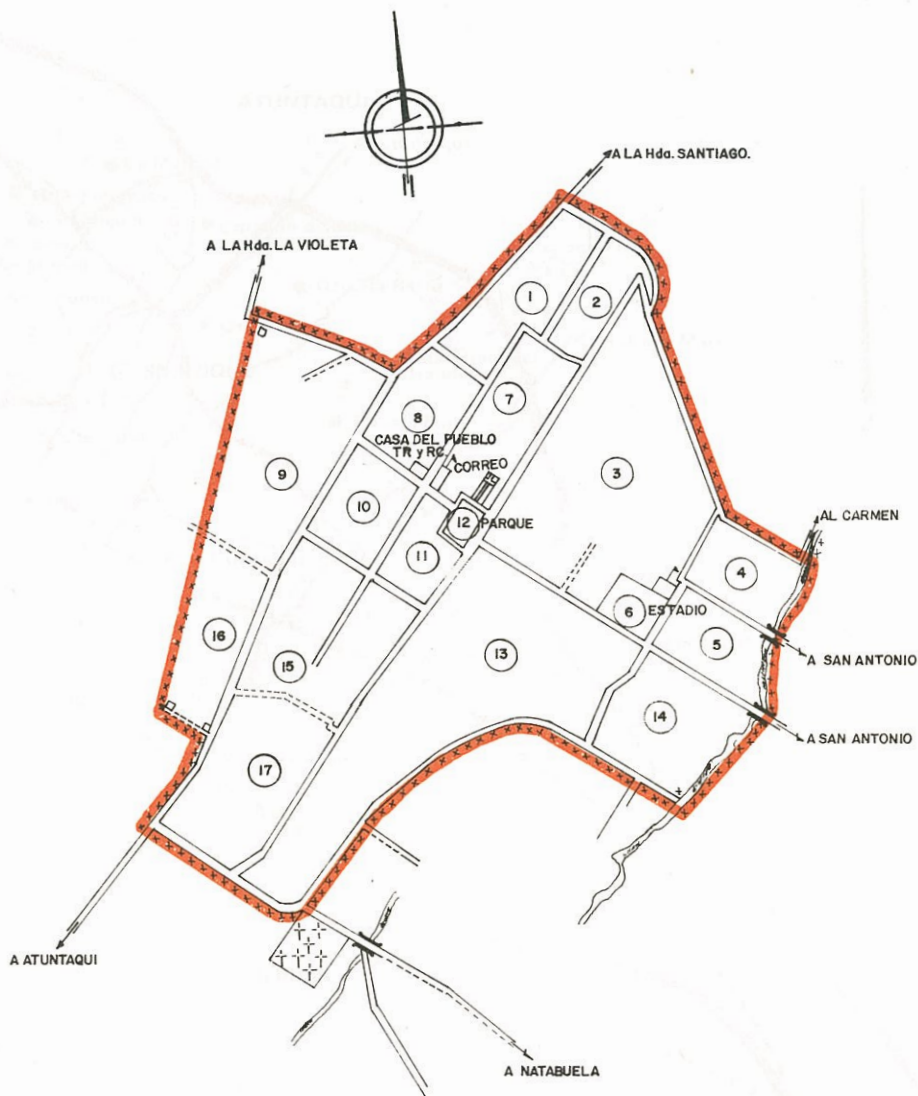 A LA Hda. SANTIAGO.
A LA Hda. LA VIOLETA
1
2
7
8
CASA DEL PUEBLO
TR y RC.
CORREO
3
9
10
12
PARQUE
11
AL CARMEN
4
6
ESTADIO
5
16
13
15
A SAN ANTONIO
14
A SAN ANTONIO
17
A ATUNTAQUI
A NATABUELA